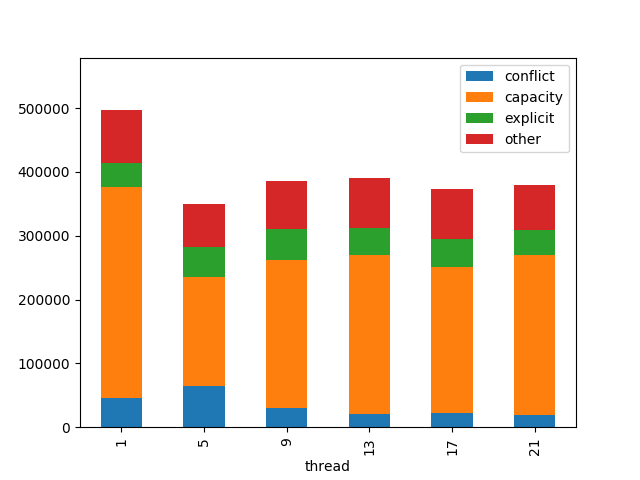 conflict
capacity
explicit
other
500000
400000
300000
200000
100000
0
1
5
9
13
17
21
thread